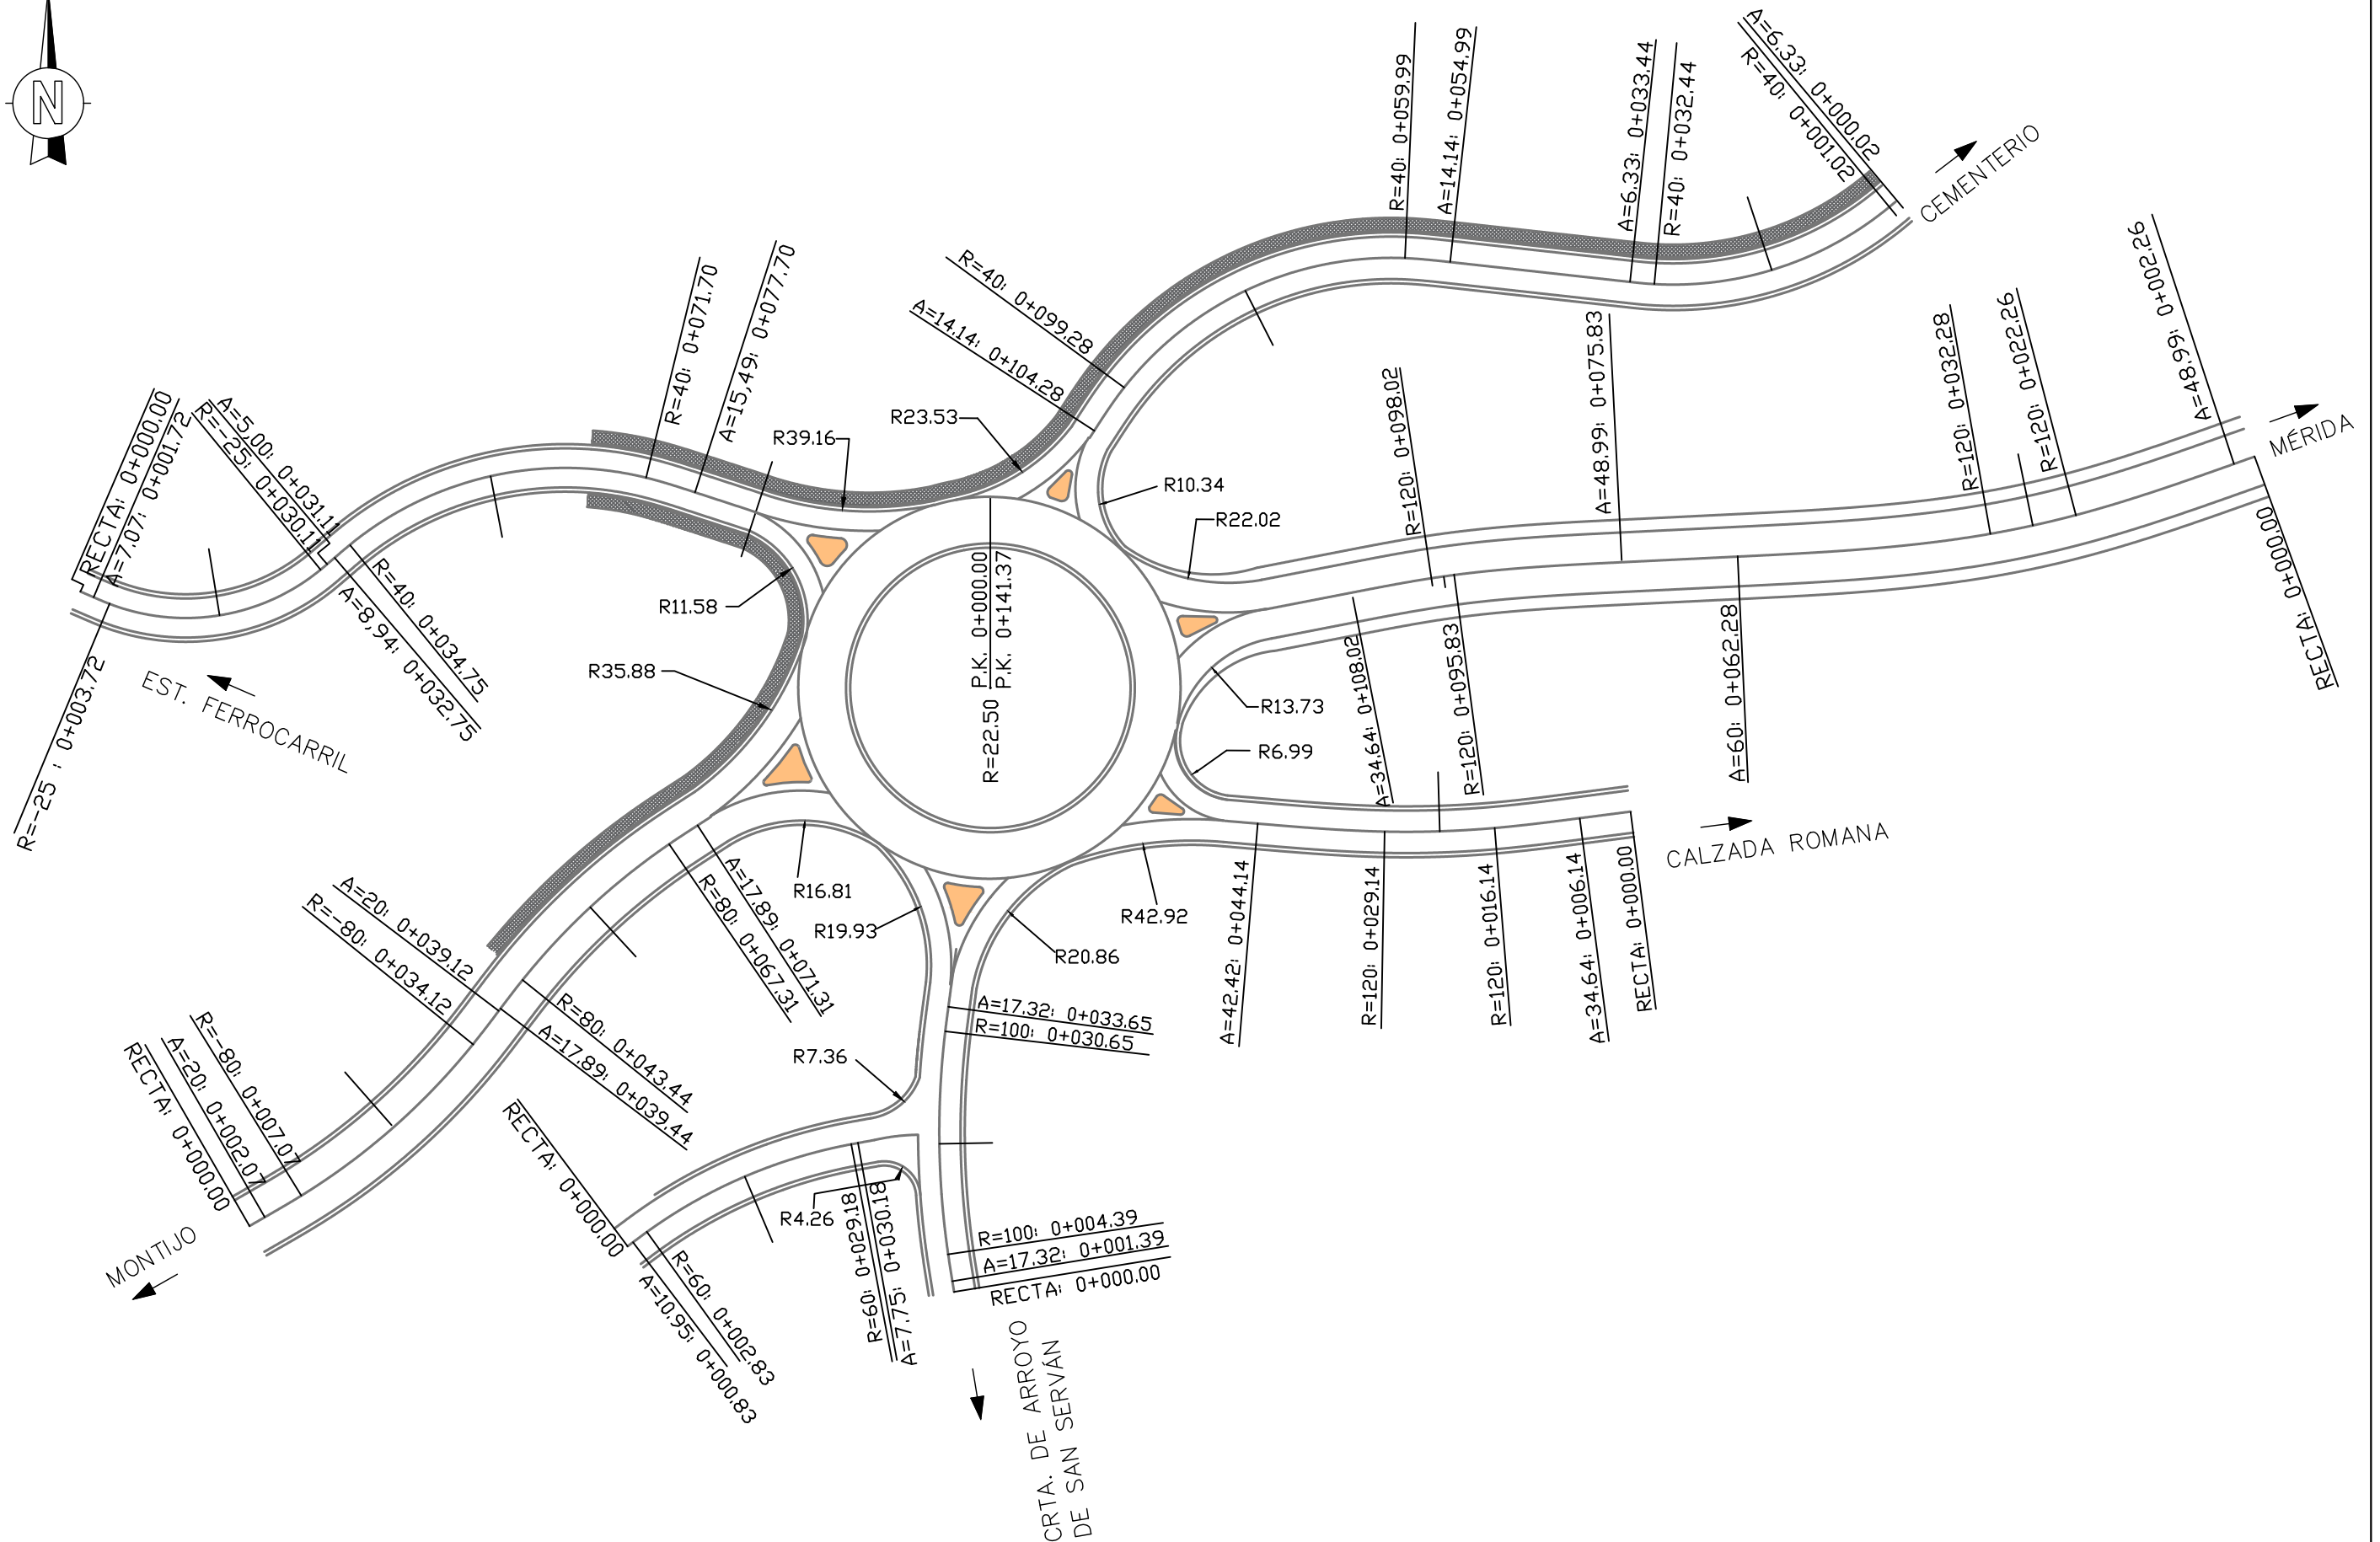 N
A=6.33: 0+000.02
R=40: 0+001.02
CEMENTERIO
R=40: 0+059.99
A=14.14: 0+054.99
A=6.33: 0+033.44
R=40: 0+032.44
R=40: 0+099.28
A=14.14: 0+104.28
A=48.99: 0+002.26
MÉRIDA
RECTA: 0+000.00
R=120: 0+022.26
R=120: 0+032.28
A=60: 0+062.28
A=48.99: 0+075.83
R=120: 0+098.02
R=120: 0+095.83
A=34.64: 0+108.02
R=40: 0+071.70
A=15,49: 0+077.70
R39.16
R23.53
R10.34
R22.02
RECTA: 0+000.00
A=7.07: 0+001.72
A=5,00: 0+031.11
R=-25: 0+030.11
R=40: 0+034.75
A=8,94: 0+032.75
R=-25 : 0+003.72
EST. FERROCARRIL
R11.58
R35.88
P.K. 0+000.00
R=22.50 P.K. 0+141.37
R13.73
R6.99
CALZADA ROMANA
RECTA: 0+000.00
A=34.64: 0+006.14
R=120: 0+016.14
R=120: 0+029.14
A=42.42: 0+044.14
R42.92
R20.86
R16.81
R19.93
A=17.89: 0+071.31
R=80: 0+067.31
A=20: 0+039.12
R=-80: 0+034.12
R=80: 0+043.44
A=17.89: 0+039.44
R=-80: 0+007.07
A=20: 0+002.07
RECTA: 0+000.00
MONTIJO
A=17.32: 0+033.65
R=100: 0+030.65
R7.36
R4.26
RECTA: 0+000.00
R=60: 0+002.83
A=10.95: 0+000.83
R=60: 0+029.18
A=7.75: 0+030.18
R=100: 0+004.39
A=17.32: 0+001.39
RECTA: 0+000.00
CRTA. DE ARROYO
DE SAN SERVÁN